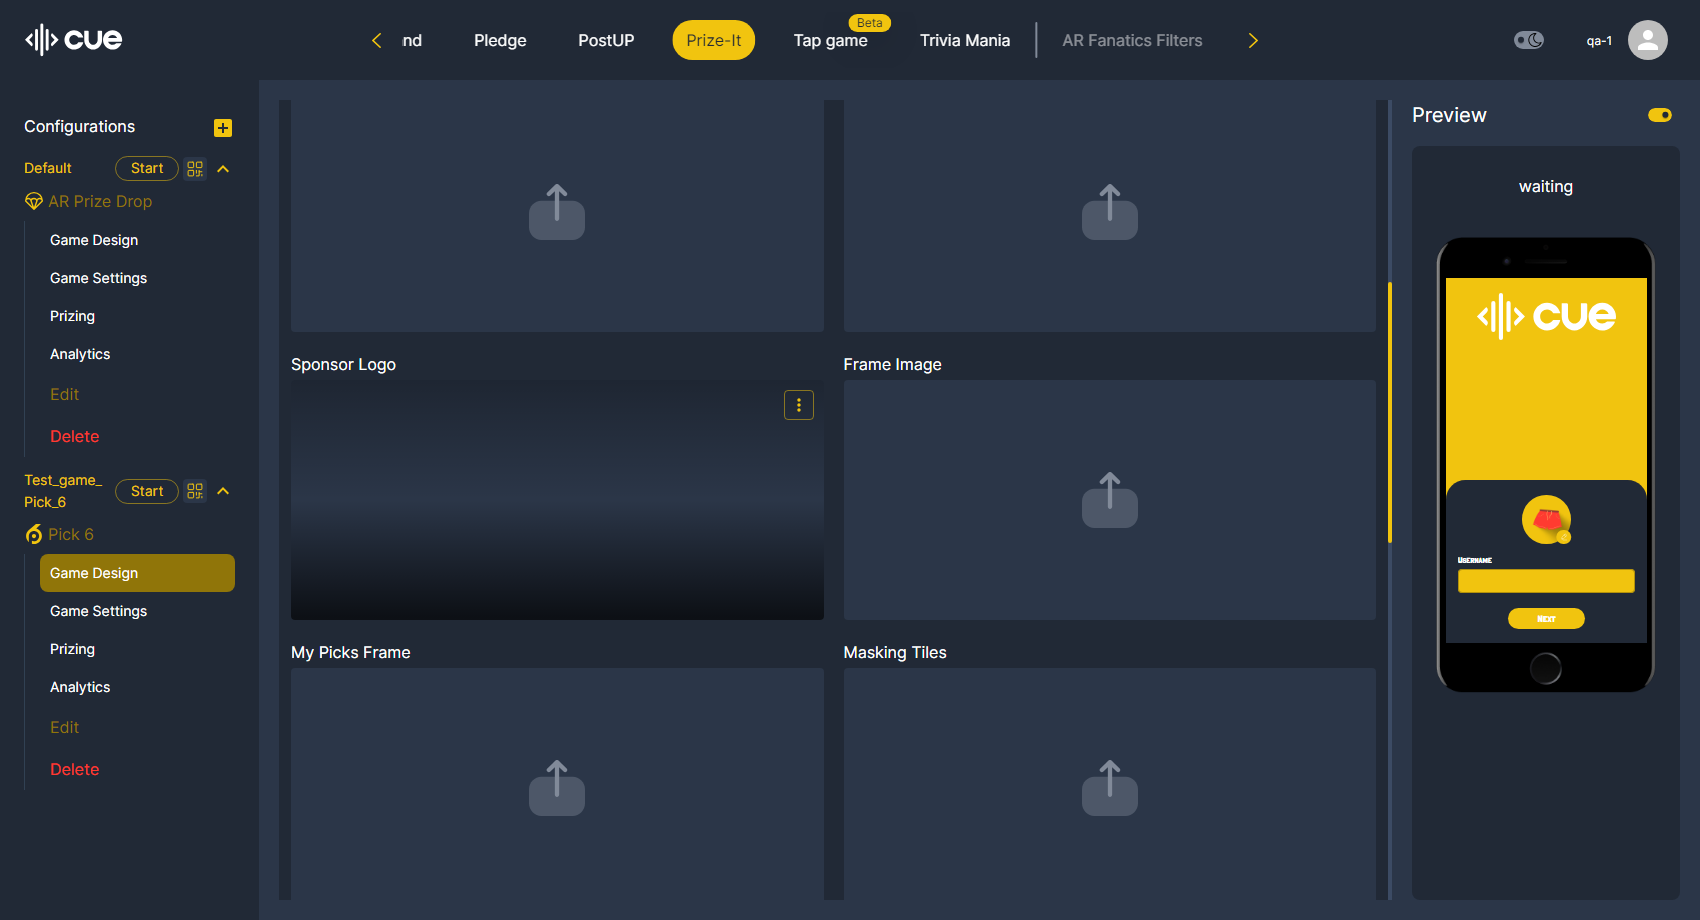 cue
nd
Pledge
PostUP
Prize-It
Tap game
Beta
Trivia Mania
AR Fanatics Filters
qa-1
Configurations
Default
Start
AR Prize Drop
Game Design
Game Settings
Prizing
Analytics
Edit
Delete
Test_game_
Pick_6
Start
Pick 6
Game Design
Game Settings
Prizing
Analytics
Edit
Delete
Sponsor Logo
Frame Image
My Picks Frame
Masking Tiles
Preview
waiting
cue
Username
Next